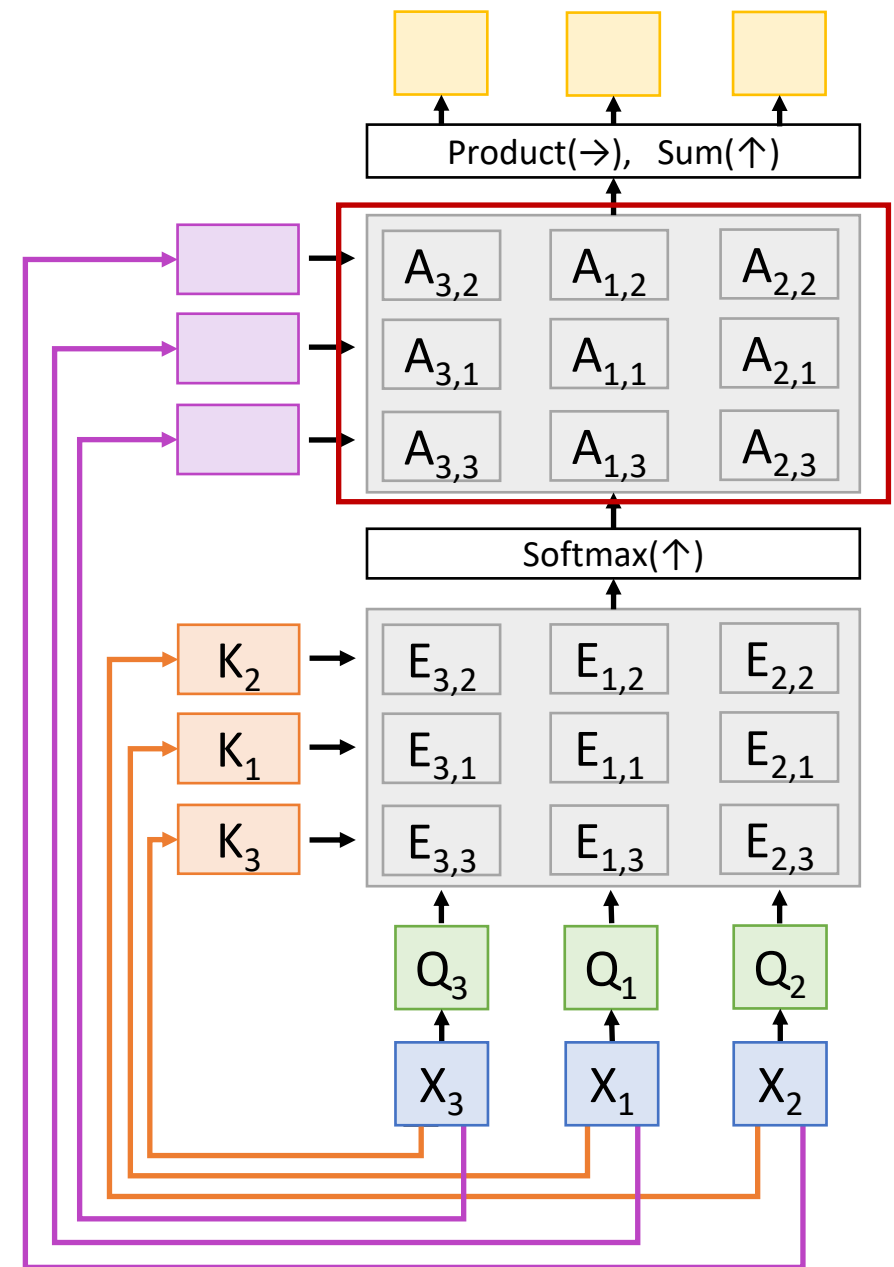 Product(→), Sum(↑)
A3,2 A1,2 A2,2
A3,1 A1,1 A2,1
A3,3 A1,3 A2,3
Softmax(↑)
K2 E3,2 E1,2 E2,2
K1 E3,1 E1,1 E2,1
K3 E3,3 E1,3 E2,3
Q3 Q1 Q2
X3 X1 X2